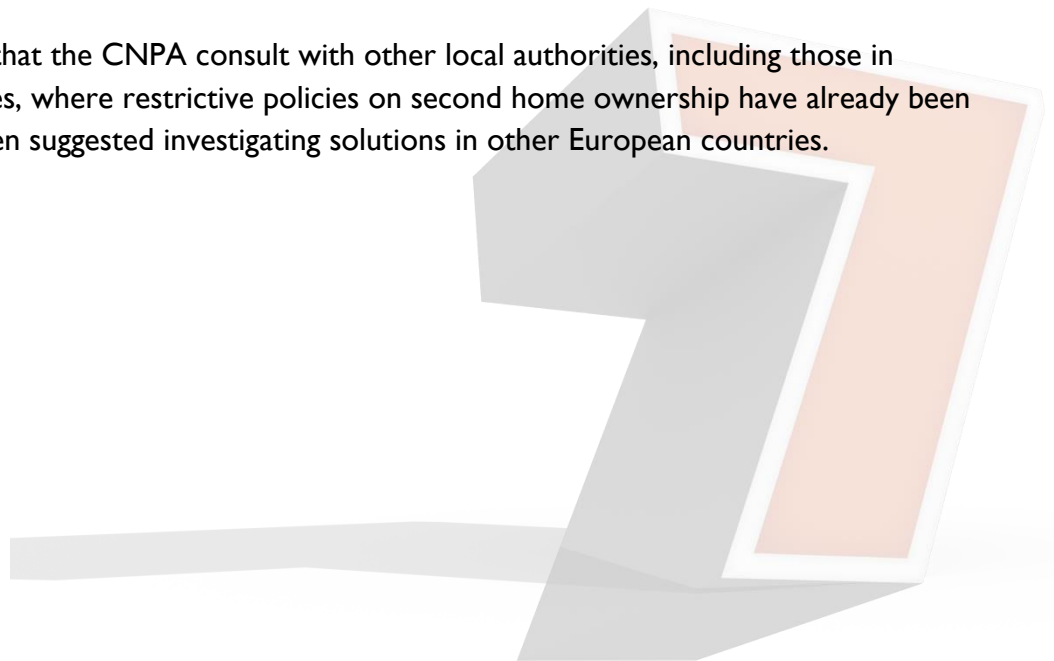 that the CNPA consult with other local authorities, including those in
es, where restrictive policies on second home ownership have already been
en suggested investigating solutions in other European countries.